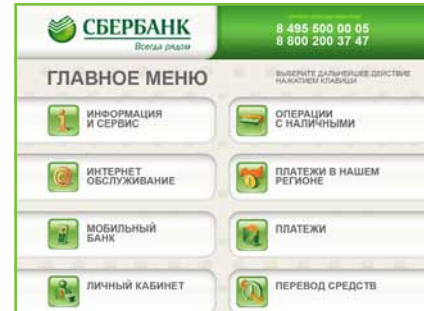 СБЕРБАНК
Всегда рядом
8 495 500 00 05
8 800 200 37 47
ГЛАВНОЕ МЕНЮ
ВЫБЕРИТЕ ДАЛЬНЕЙШЕЕ ДЕЙСТВИЕ
НАЖАТИЕМ КЛАВИШИ
ИНФОРМАЦИЯ
И СЕРВИС
ОПЕРАЦИИ
С НАЛИЧНЫМИ
ИНТЕРНЕТ
ОБСЛУЖИВАНИЕ
ПЛАТЕЖИ В НАШЕМ
РЕГИОНЕ
МОБИЛЬНЫЙ
БАНК
ПЛАТЕЖИ
ЛИЧНЫЙ КАБИНЕТ
ПЕРЕВОД СРЕДСТВ